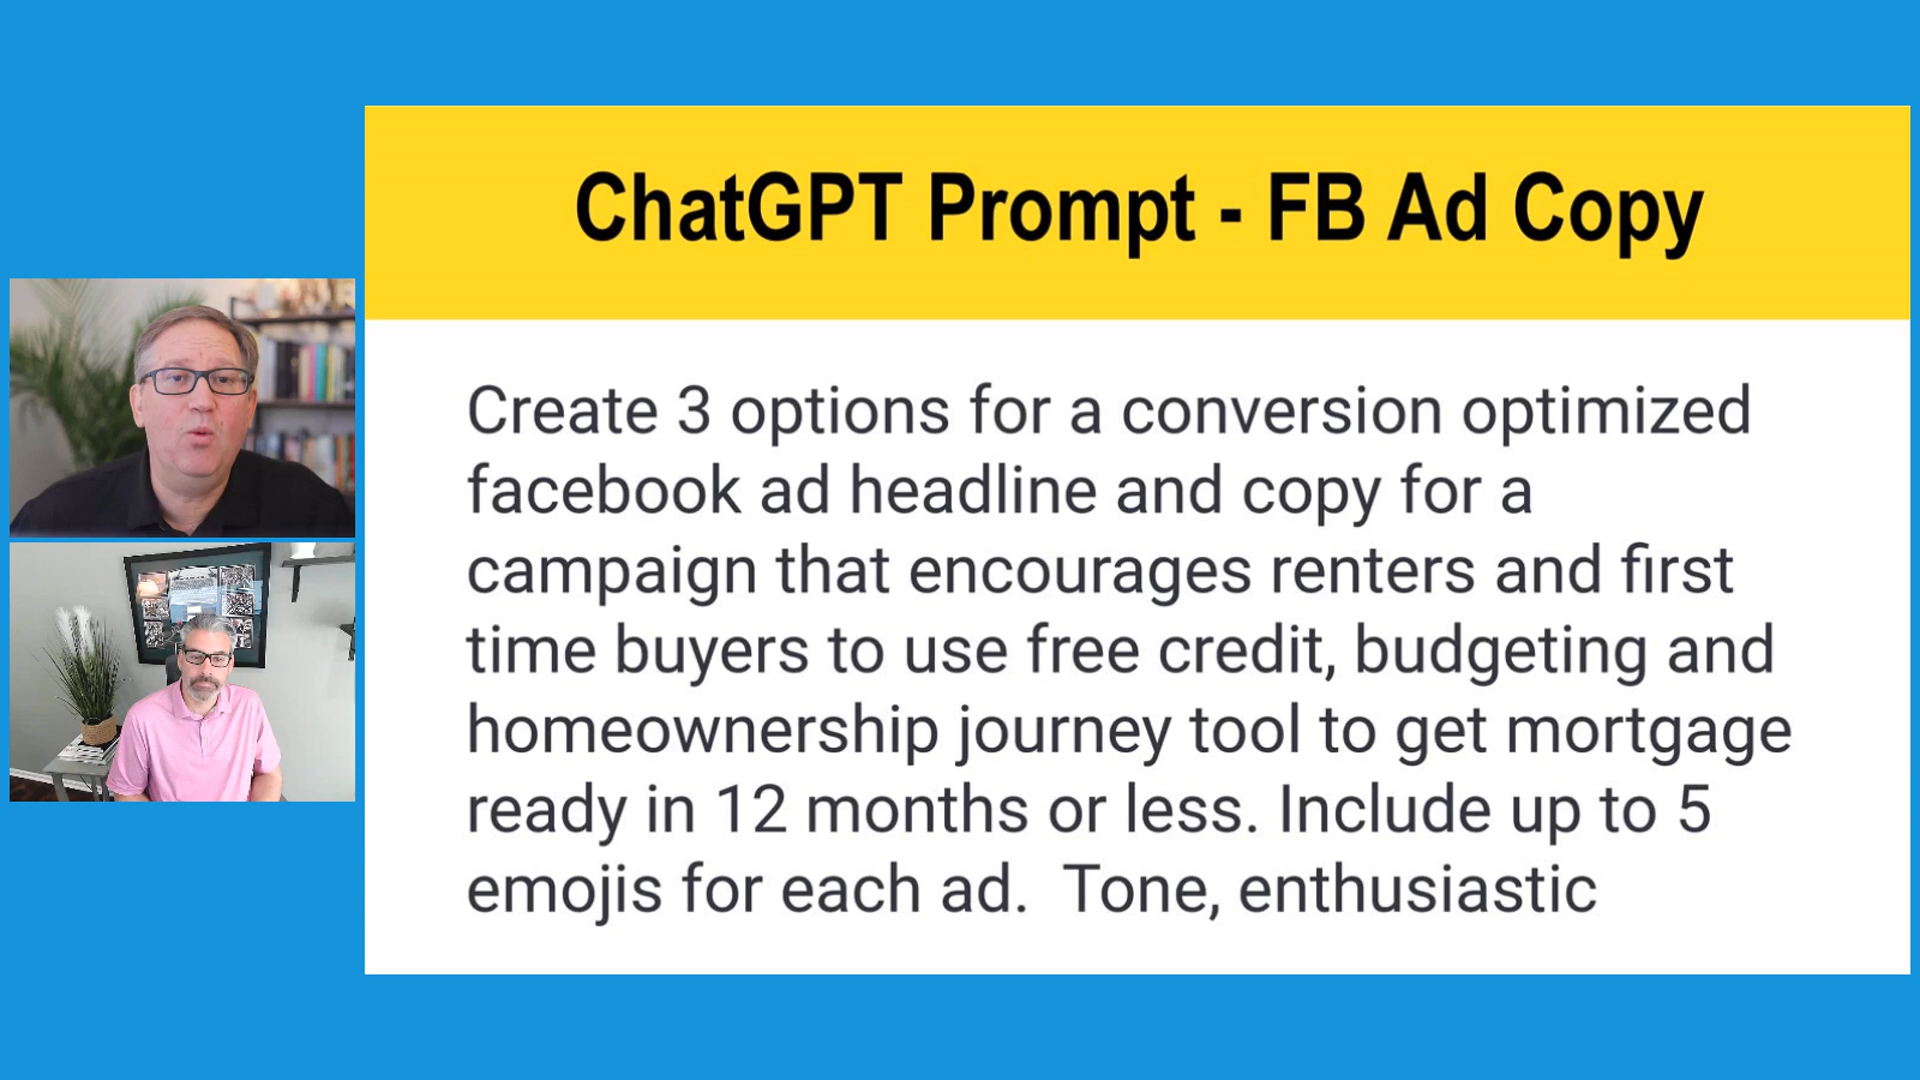 ChatGPT Prompt - FB Ad Copy
Create 3 options for a conversion optimized
facebook ad headline and copy for a
campaign that encourages renters and first
time buyers to use free credit, budgeting and
homeownership journey tool to get mortgage
ready in 12 months or less. Include up to 5
emojis for each ad.  Tone, enthusiastic